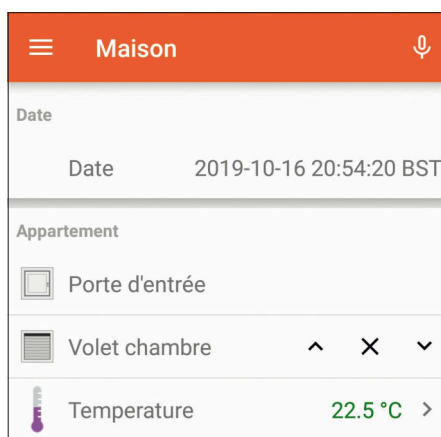 Maison
Date
Date 2019-10-16 20:54:20 BST
Appartement
Porte d'entrée
Volet chambre
Temperature 22.5 °C